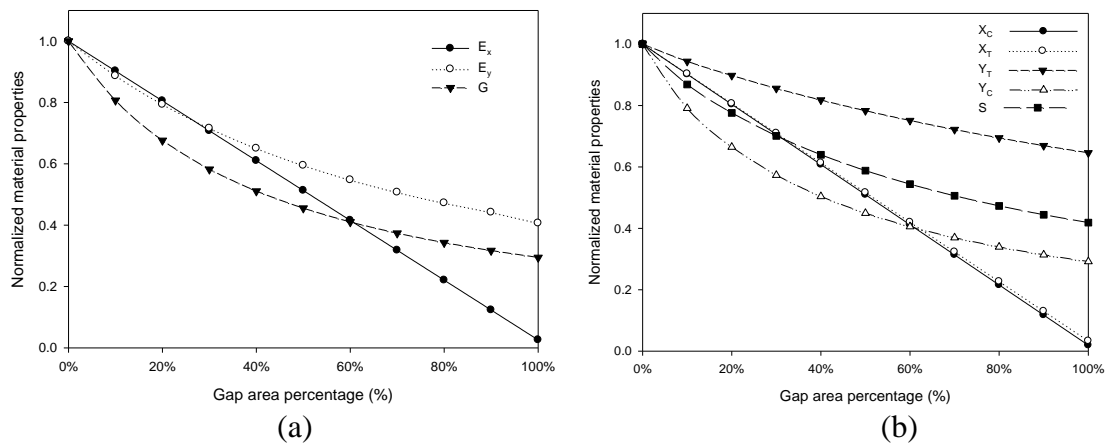 Normalized material properties
1.0
0.8
0.6
0.4
0.2
0.0
0% 20% 40% 60% 80% 100%
Gap area percentage (%)
E_x
E_y
G
(a)
Normalized material properties
1.0
0.8
0.6
0.4
0.2
0.0
0% 20% 40% 60% 80% 100%
Gap area percentage (%)
X_C
X_T
Y_T
Y_C
S
(b)